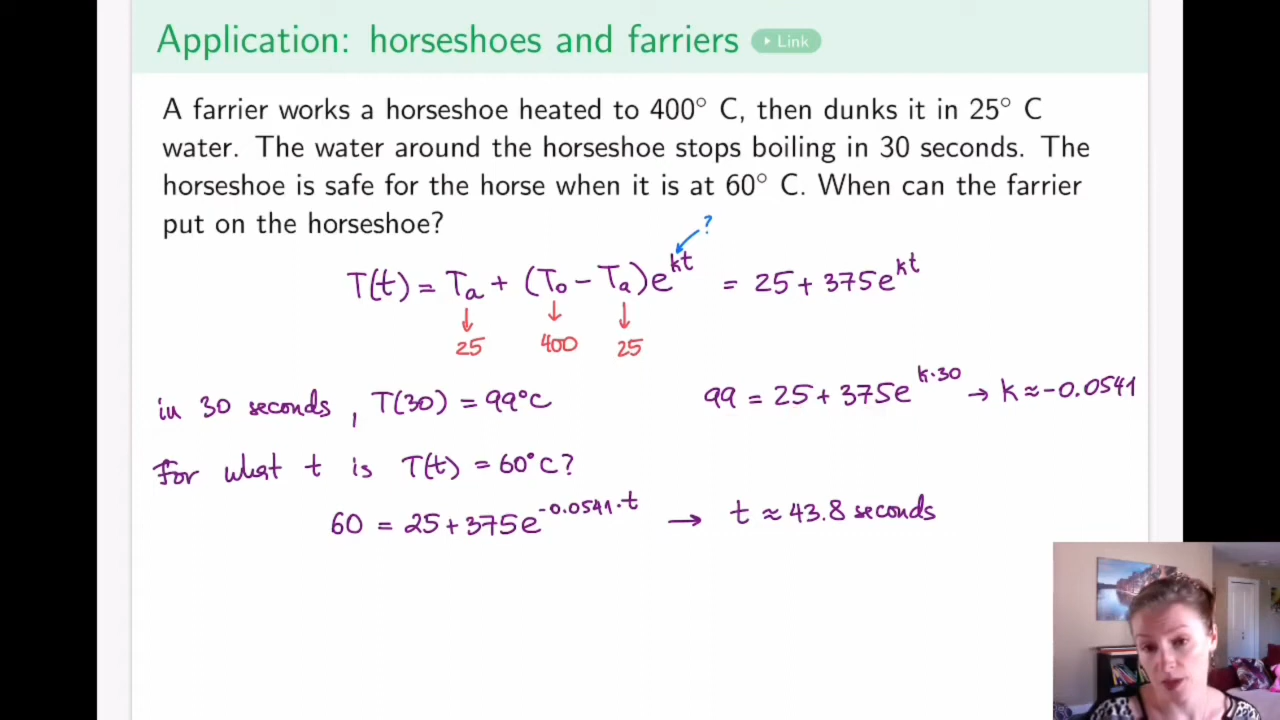 Application: horseshoes and farriers Link
A farrier works a horseshoe heated to 400° C, then dunks it in 25° C
water. The water around the horseshoe stops boiling in 30 seconds. The
horseshoe is safe for the horse when it is at 60° C. When can the farrier
put on the horseshoe?
?
T(t) = Tₐ + (T₀ - Tₐ)e^{kt} = 25 + 375e^{kt}
25 400 25
in 30 seconds, T(30) = 99°C 99 = 25 + 375e^{k·30} → k ≈ -0.0541
For what t is T(t) = 60°C?
60 = 25 + 375e^{-0.0541·t} → t ≈ 43.8 seconds